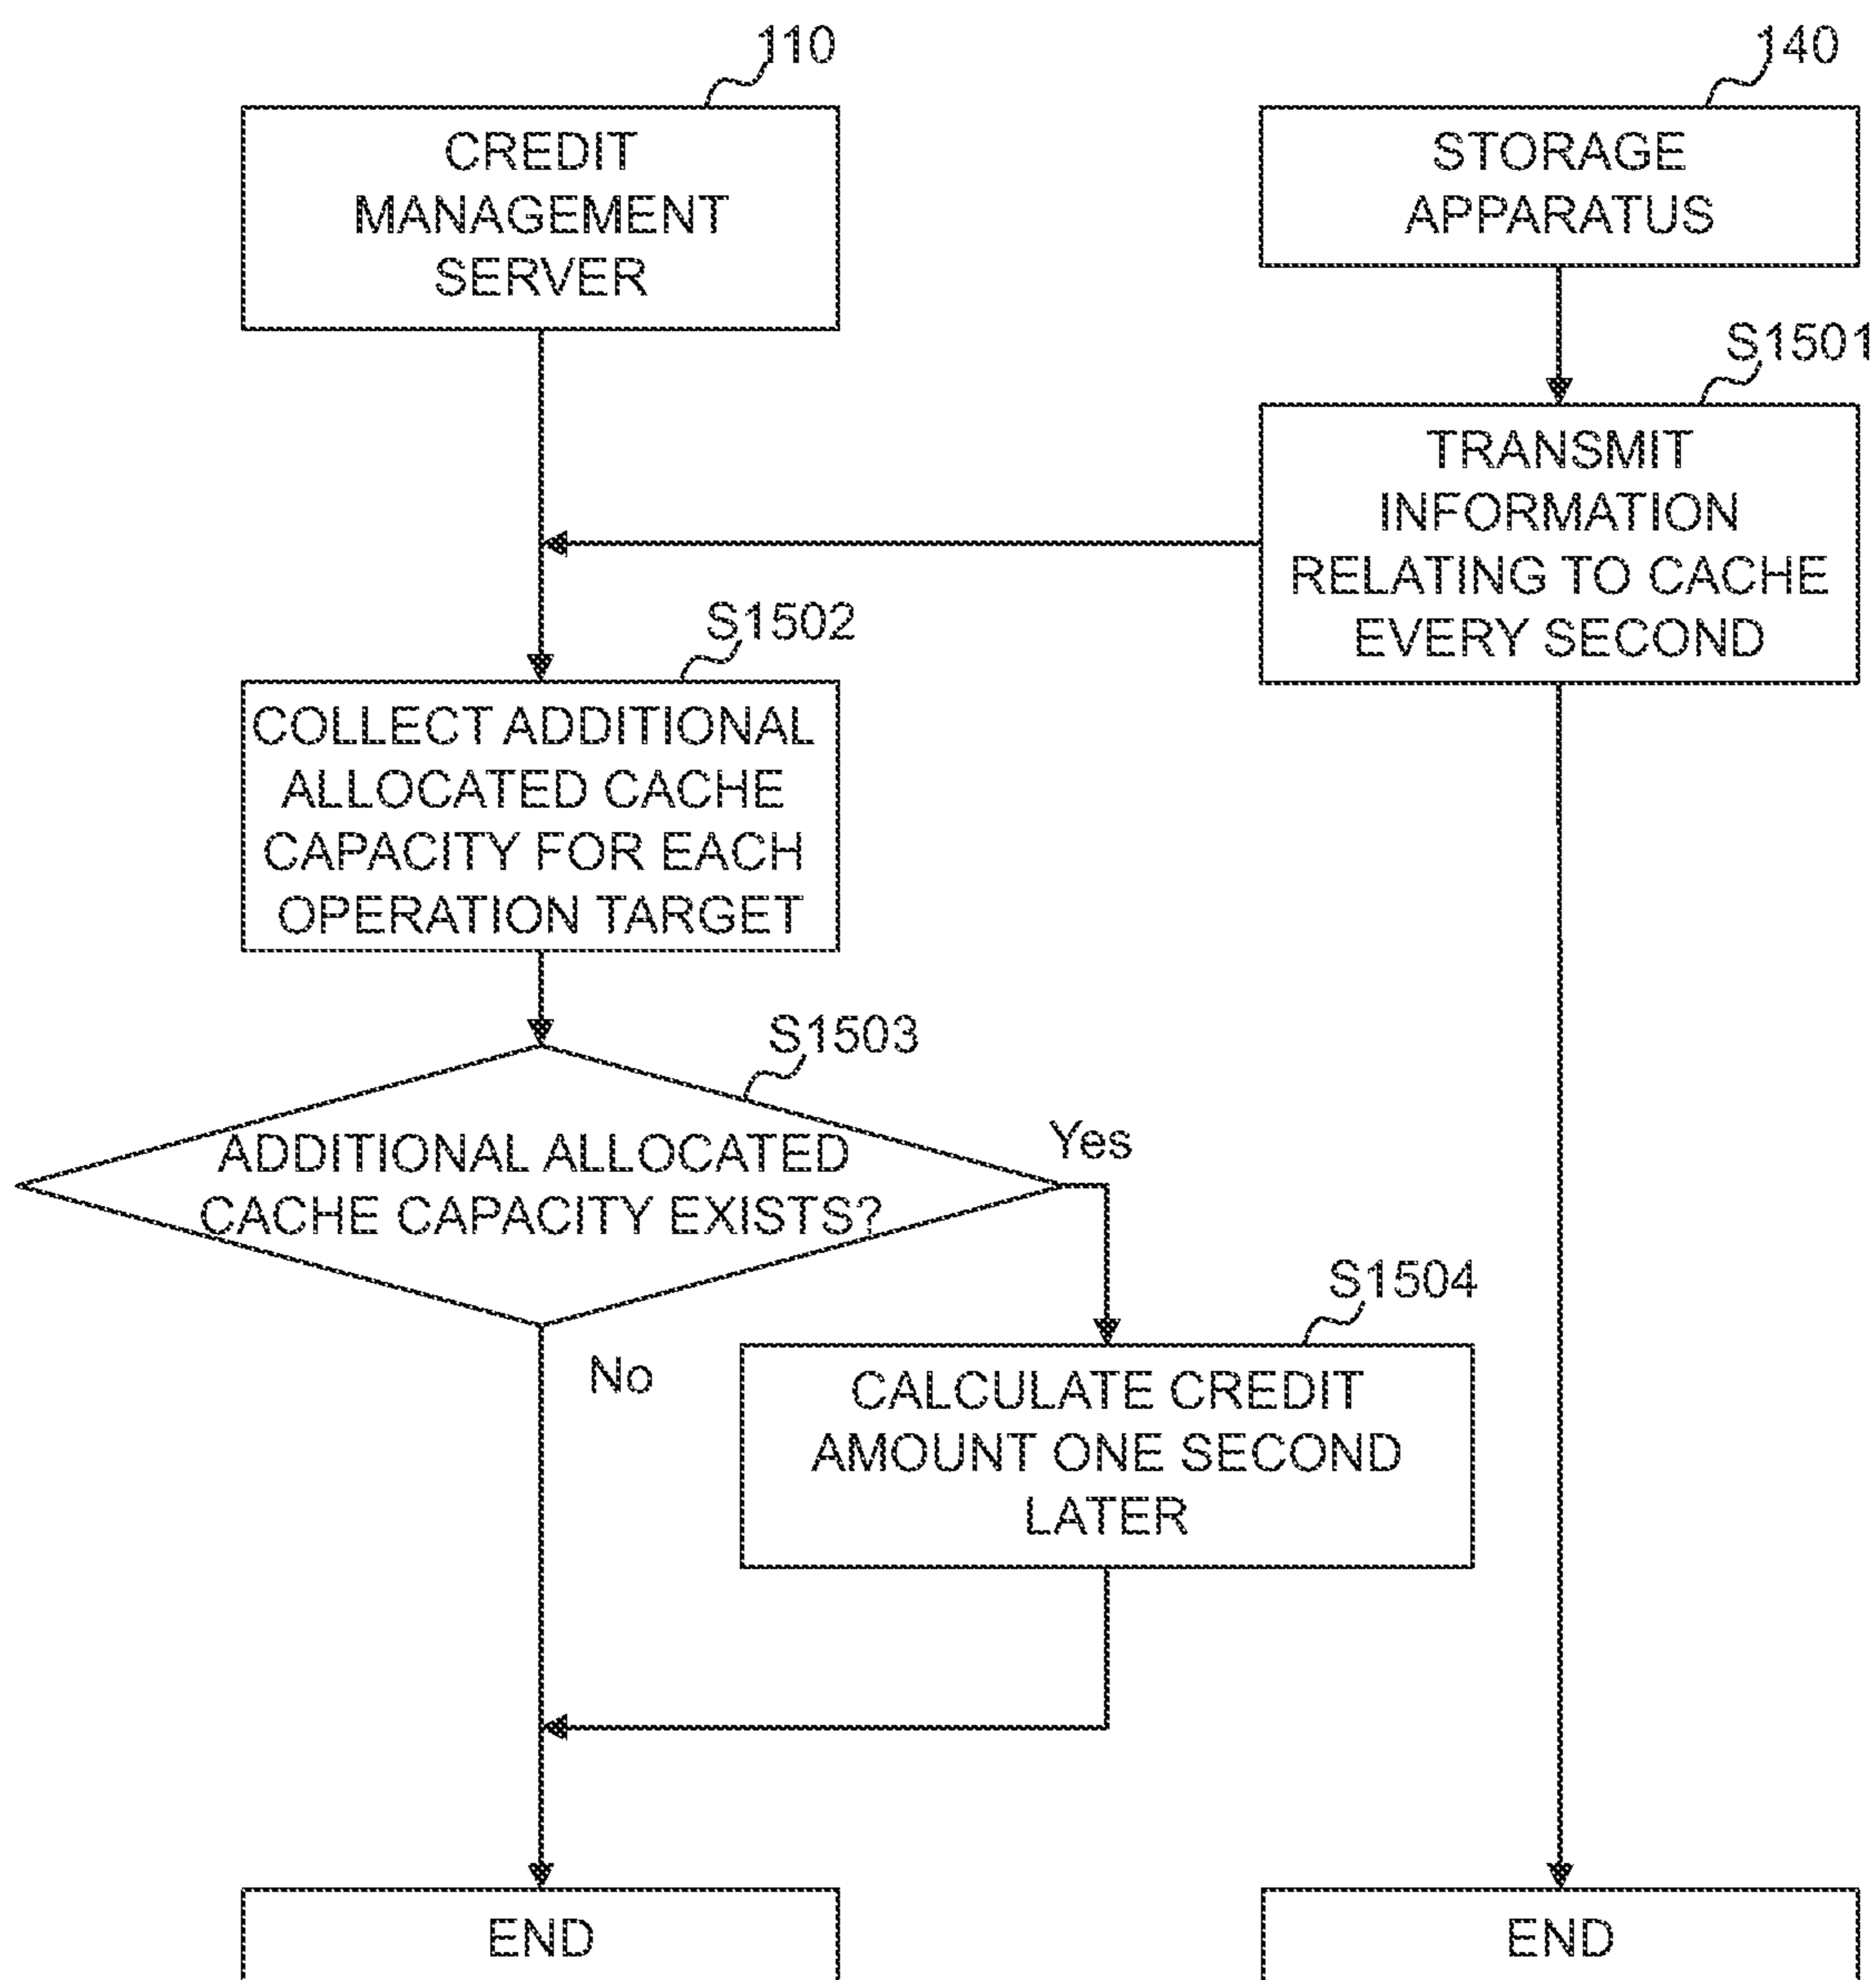 110
140
CREDIT
MANAGEMENT
SERVER
STORAGE
APPARATUS
S1501
TRANSMIT
INFORMATION
RELATING TO CACHE
EVERY SECOND
S1502
COLLECT ADDITIONAL
ALLOCATED CACHE
CAPACITY FOR EACH
OPERATION TARGET
S1503
ADDITIONAL ALLOCATED
CACHE CAPACITY EXISTS?
Yes
No
S1504
CALCULATE CREDIT
AMOUNT ONE SECOND
LATER
END
END